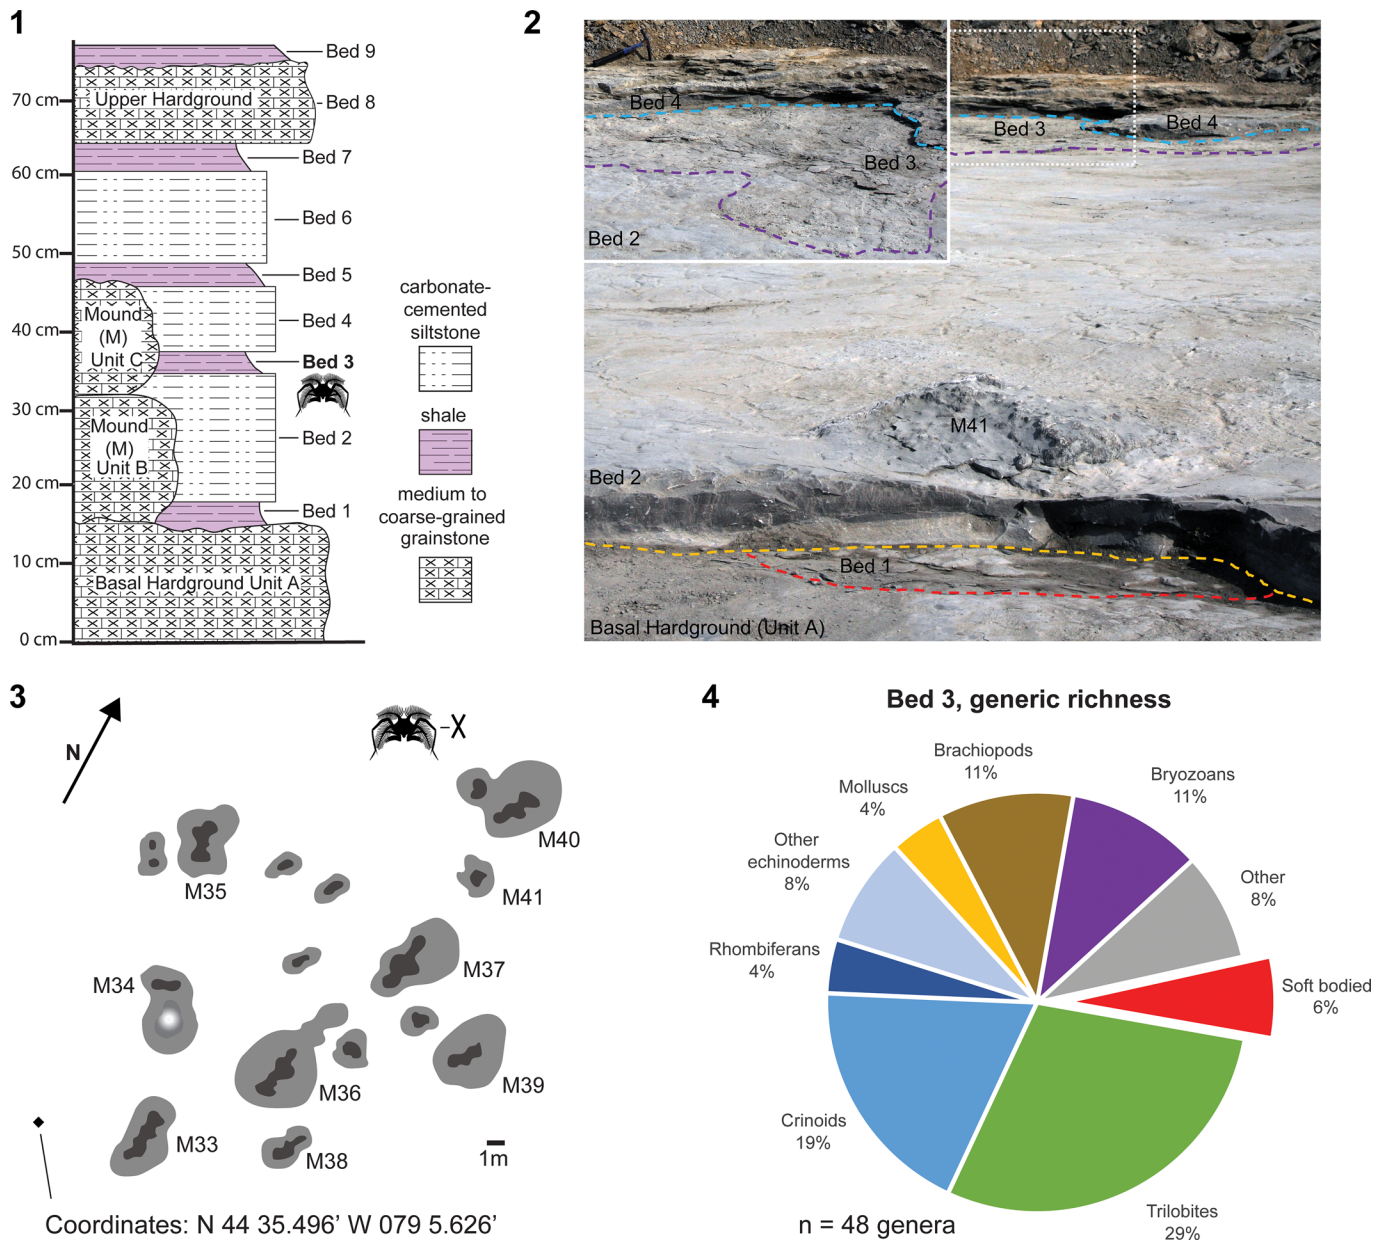 1
Bed 9
70 cm
Upper Hardground
Bed 8
Bed 7
60 cm
Bed 6
50 cm
Bed 5
Mound
(M)
Unit C
40 cm
Bed 4
Bed 3
30 cm
Mound
(M)
Unit B
Bed 2
20 cm
Bed 1
10 cm
Basal Hardground Unit A
0 cm
carbonate-
cemented
siltstone
shale
medium to
coarse-grained
grainstone
2
Bed 4
Bed 3
Bed 2
Bed 3
Bed 4
M41
Bed 2
Bed 1
Basal Hardground (Unit A)
3
N
X
M40
M35
M41
M37
M34
M36
M39
M33
M38
1m
Coordinates: N 44 35.496’ W 079 5.626’
4
Bed 3, generic richness
Brachiopods
11%
Bryozoans
11%
Molluscs
4%
Other
echinoderms
8%
Other
8%
Rhombiferans
4%
Soft bodied
6%
Crinoids
19%
Trilobites
29%
n = 48 genera